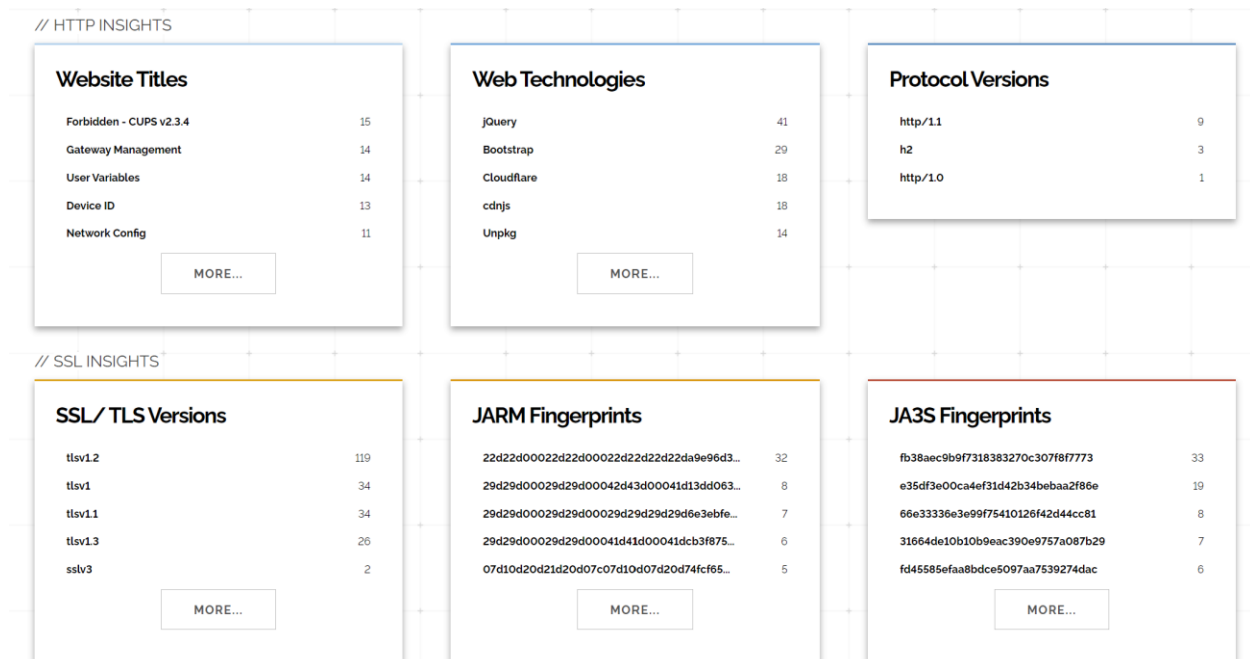 // HTTP INSIGHTS
Website Titles
Forbidden - CUPS v2.3.4 15
Gateway Management 14
User Variables 14
Device ID 13
Network Config 11
MORE...
Web Technologies
jQuery 41
Bootstrap 29
Cloudflare 18
cdnjs 18
Unpkg 14
MORE...
Protocol Versions
http/1.1 9
h2 3
http/1.0 1
// SSL INSIGHTS
SSL/ TLS Versions
tlsv1.2 119
tlsv1 34
tlsv1.1 34
tlsv1.3 26
sslv3 2
MORE...
JARM Fingerprints
22d22d00022d22d00022d22d22d22da9e96d3... 32
29d29d00029d29d00042d43d00041d13dd063... 8
29d29d00029d29d00029d29d29d29d6e3ebfe... 7
29d29d00029d29d00041d41d00041dcb3f875... 6
07d10d20d21d20d07c07d10d07d20d74fcf65... 5
MORE...
JA3S Fingerprints
fb38aec9b9f7318383270c307f8f7773 33
e35df3e00ca4ef31d42b34bebaa2f86e 19
66e33336e3e99f75410126f42d44cc81 8
31664de10b10b9eac390e9757a087b29 7
fd45585efaa8bdce5097aa7539274dac 6
MORE...